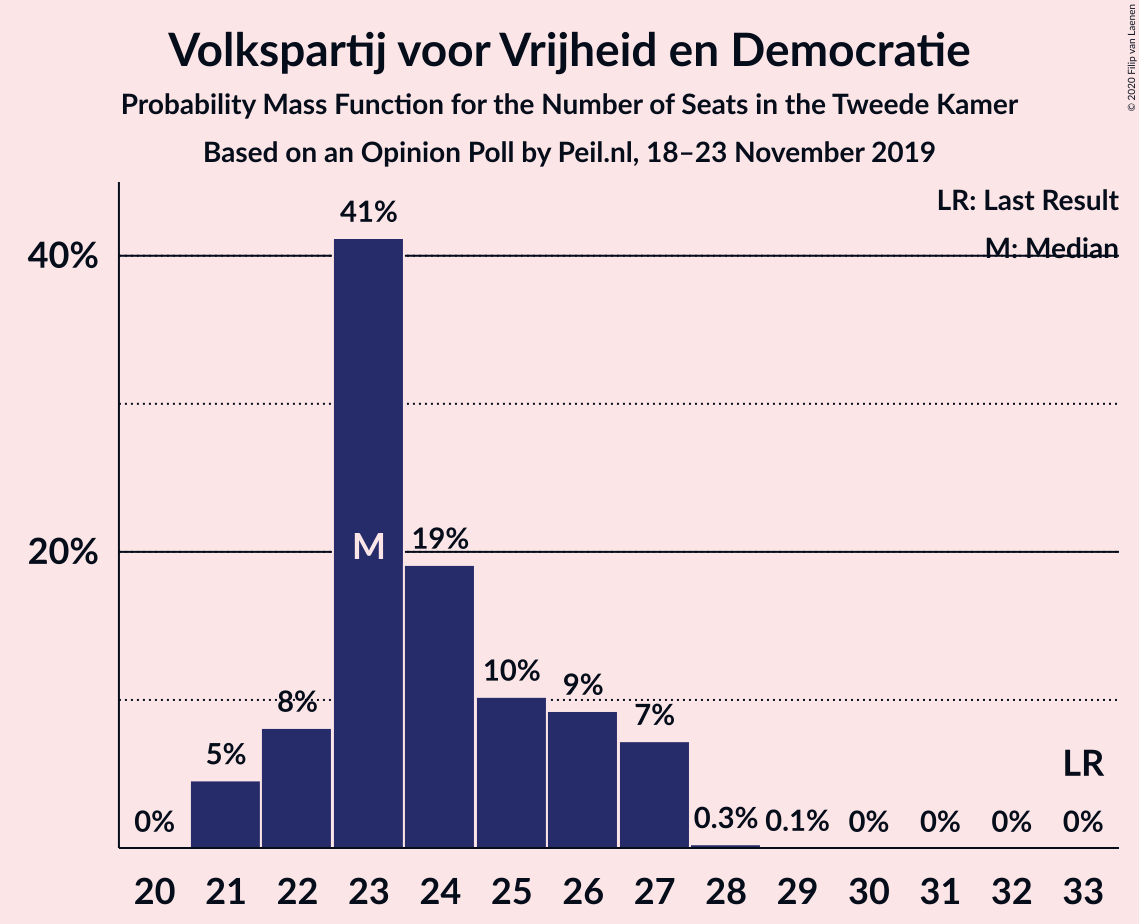 Volkspartij voor Vrijheid en Democratie
Probability Mass Function for the Number of Seats in the Tweede Kamer
Based on an Opinion Poll by Peil.nl, 18–23 November 2019
© 2020 Filip van Laenen
LR: Last Result
M: Median
40%
20%
41%
M
19%
10%
9%
8%
7%
5%
LR
0%
0.3%
0.1%
0%
0%
0%
0%
20 21 22 23 24 25 26 27 28 29 30 31 32 33